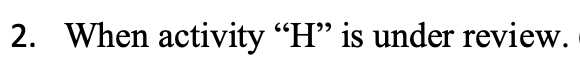 2. When activity “H” is under review.